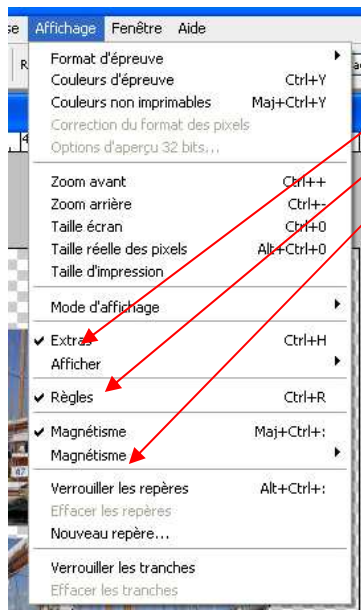 se Affichage Fenêtre Aide
R
Format d'épreuve
Couleurs d'épreuve Ctrl+Y
Couleurs non imprimables Maj+Ctrl+Y
Correction du format des pixels
Options d'aperçu 32 bits...
4
Zoom avant Ctrl++
Zoom arrière Ctrl+-
Taille écran Ctrl+0
Taille réelle des pixels Alt+Ctrl+0
Taille d'impression
Mode d'affichage
Extras Ctrl+H
Afficher
Règles Ctrl+R
Magnétisme Maj+Ctrl+:
Magnétisme
Verrouiller les repères Alt+Ctrl+:
Effacer les repères
Nouveau repère...
Verrouiller les tranches
Effacer les tranches